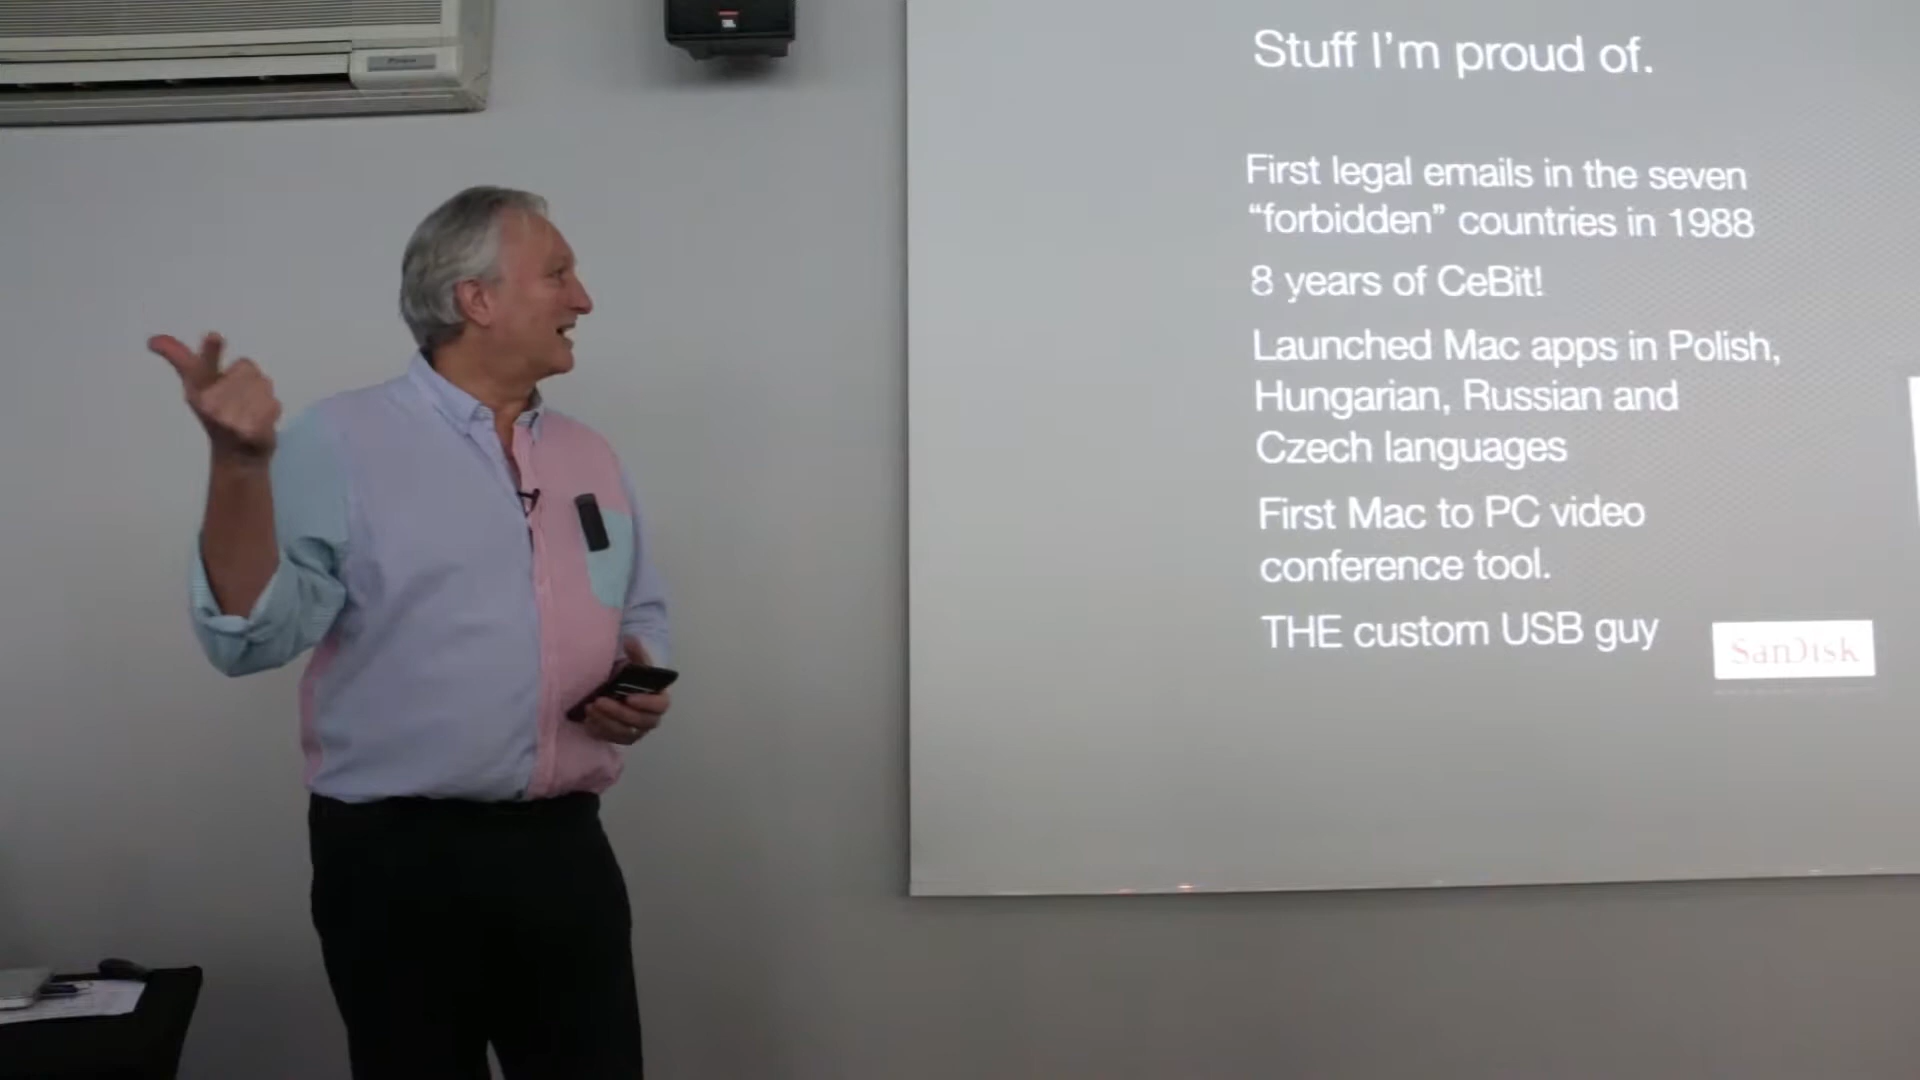 Stuff I'm proud of.
First legal emails in the seven
“forbidden” countries in 1988
8 years of CeBit!
Launched Mac apps in Polish,
Hungarian, Russian and
Czech languages
First Mac to PC video
conference tool.
THE custom USB guy
SanDisk
JBL